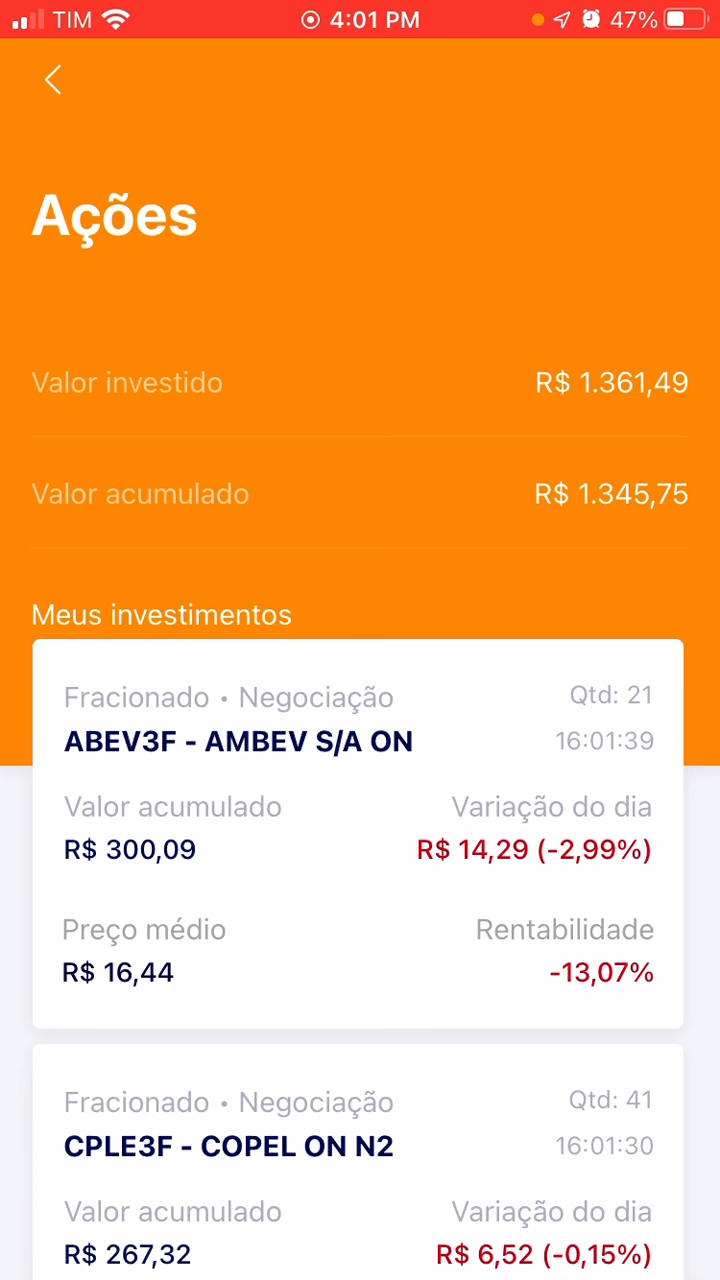 TIM 4:01 PM 47%
Ações
Valor investido R$ 1.361,49
Valor acumulado R$ 1.345,75
Meus investimentos
Fracionado • Negociação Qtd: 21
ABEV3F - AMBEV S/A ON 16:01:39
Valor acumulado Variação do dia
R$ 300,09 R$ 14,29 (-2,99%)
Preço médio Rentabilidade
R$ 16,44 -13,07%
Fracionado • Negociação Qtd: 41
CPLE3F - COPEL ON N2 16:01:30
Valor acumulado Variação do dia
R$ 267,32 R$ 6,52 (-0,15%)